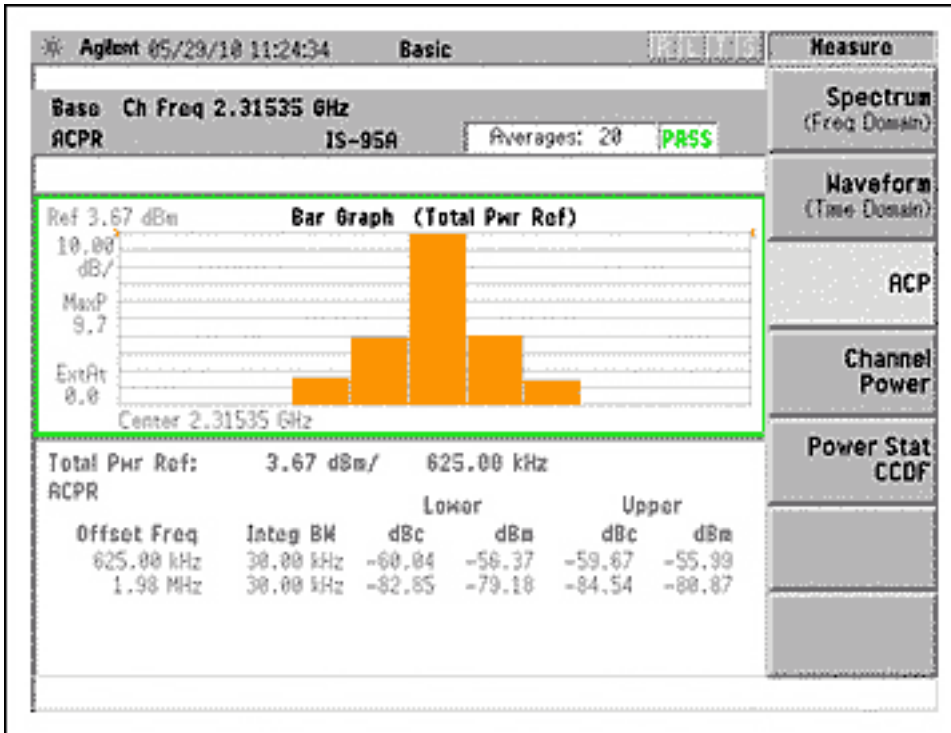 Agilent 05/29/10 11:24:34 Basic R L T S
Measure
Base Ch Freq 2.31535 GHz
ACPR IS-95A Averages: 20 PASS
Ref 3.67 dBm Bar Graph (Total Pwr Ref)
10.00
dB/
MaxP
9.7
ExtAt
0.0
Center 2.31535 GHz
Total Pwr Ref: 3.67 dBm/ 625.00 kHz
ACPR
Lower Upper
Offset Freq Integ BW dBc dBm dBc dBm
625.00 kHz 30.00 kHz -60.04 -56.37 -59.67 -55.99
1.98 MHz 30.00 kHz -82.85 -79.18 -84.54 -80.87
Spectrum
(Freq Domain)
Waveform
(Time Domain)
ACP
Channel
Power
Power Stat
CCDF